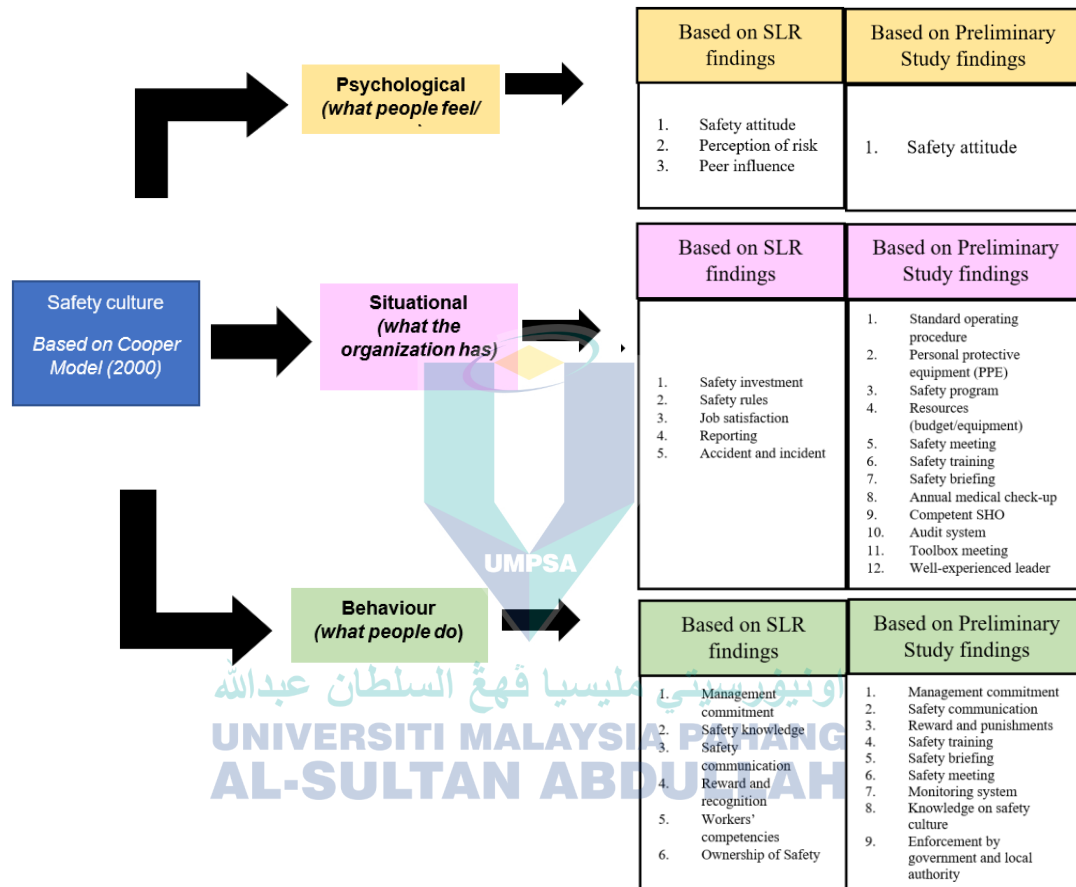 Psychological
(what people feel/
Based on SLR
findings
Based on Preliminary
Study findings
1. Safety attitude
2. Perception of risk
3. Peer influence
1. Safety attitude
Safety culture
Based on Cooper
Model (2000)
Situational
(what the
organization has)
Based on SLR
findings
Based on Preliminary
Study findings
1. Safety investment
2. Safety rules
3. Job satisfaction
4. Reporting
5. Accident and incident
1. Standard operating
procedure
2. Personal protective
equipment (PPE)
3. Safety program
4. Resources
(budget/equipment)
5. Safety meeting
6. Safety training
7. Safety briefing
8. Annual medical check-up
9. Competent SHO
10. Audit system
11. Toolbox meeting
12. Well-experienced leader
UMPSA
Behaviour
(what people do)
Based on SLR
findings
Based on Preliminary
Study findings
1. Management
commitment
2. Safety knowledge
3. Safety
communication
4. Reward and
recognition
5. Workers’
competencies
6. Ownership of Safety
1. Management commitment
2. Safety communication
3. Reward and punishments
4. Safety training
5. Safety briefing
6. Safety meeting
7. Monitoring system
8. Knowledge on safety
culture
9. Enforcement by
government and local
authority
اونيۏرسيتي مليسيا ڤهڠ السلطان عبدالله
UNIVERSITI MALAYSIA PAHANG
AL-SULTAN ABDULLAH